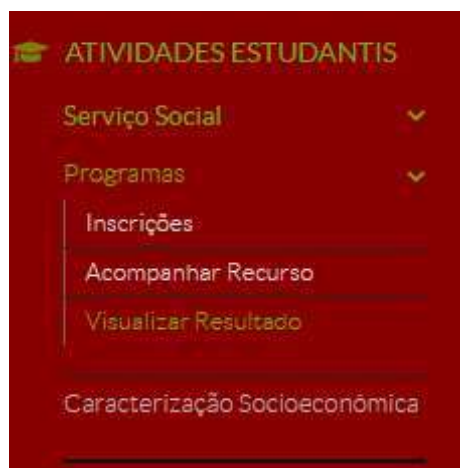 ATIVIDADES ESTUDANTIS
Serviço Social
Programas
Inscrições
Acompanhar Recurso
Visualizar Resultado
Caracterização Socioeconômica